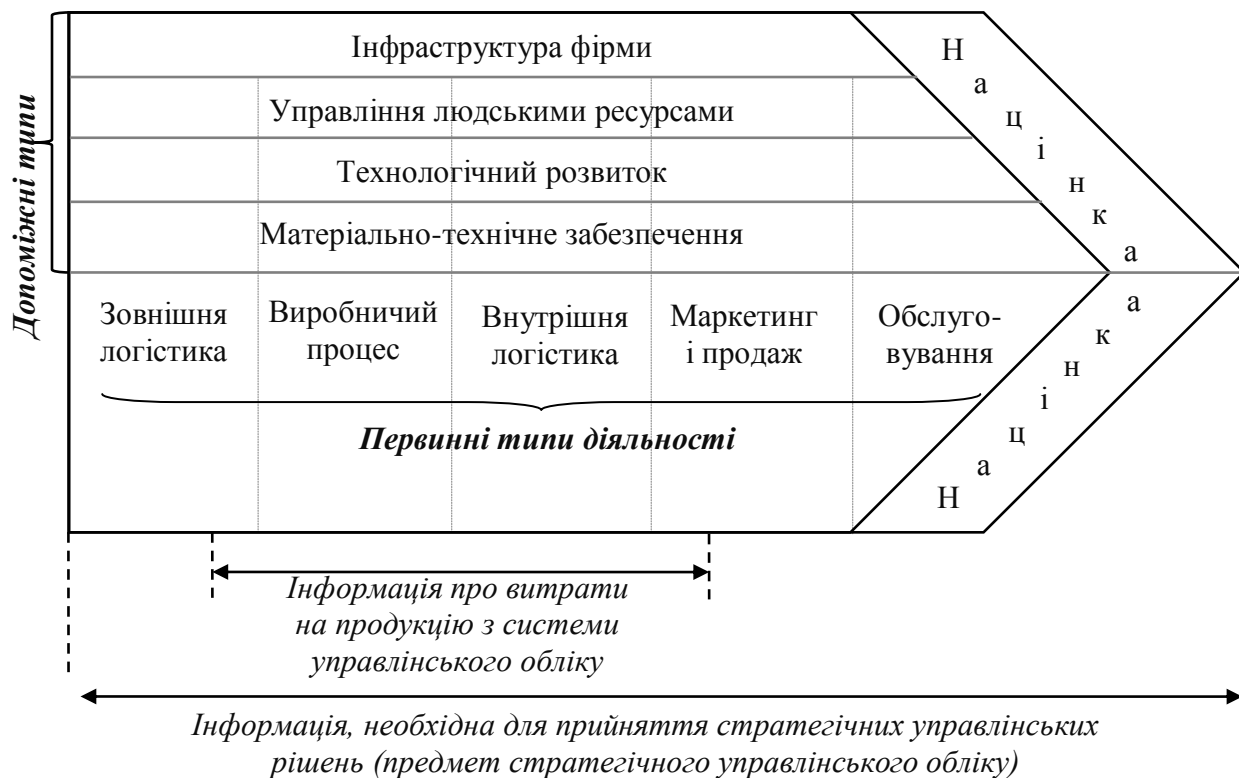 Допоміжні типи
Інфраструктура фірми
Управління людськими ресурсами
Технологічний розвиток
Матеріально-технічне забезпечення
Націнка
Зовнішня
логістика
Виробничий
процес
Внутрішня
логістика
Маркетинг
і продаж
Обслуго-
вування
Націнка
Первинні типи діяльності
Інформація про витрати
на продукцію з системи
управлінського обліку
Інформація, необхідна для прийняття стратегічних управлінських
рішень (предмет стратегічного управлінського обліку)